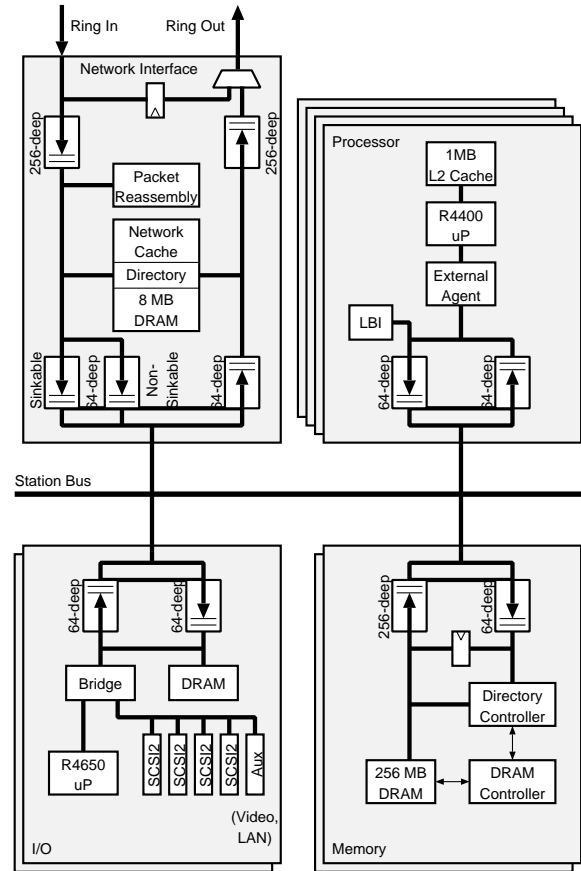 Ring In
Ring Out
Network Interface
256-deep
256-deep
Packet
Reassembly
Network
Cache
Directory
8 MB
DRAM
Sinkable
64-deep
Non-
Sinkable
64-deep
Processor
1MB
L2 Cache
R4400
uP
External
Agent
LBI
64-deep
64-deep
Station Bus
64-deep
64-deep
Bridge
DRAM
R4650
uP
SCSI2
SCSI2
SCSI2
SCSI2
Aux
(Video,
LAN)
I/O
256-deep
64-deep
Directory
Controller
256 MB
DRAM
DRAM
Controller
Memory